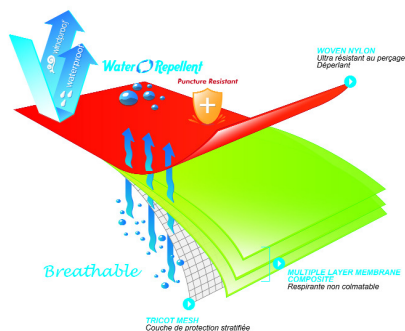 windproof
waterproof
Water Repellent
Puncture Resistant
WOVEN NYLON
Ultra résistant au perçage
Déperlant
Breathable
MULTIPLE LAYER MEMBRANE
COMPOSITE
Respirante non colmatable
TRICOT MESH
Couche de protection stratifiée